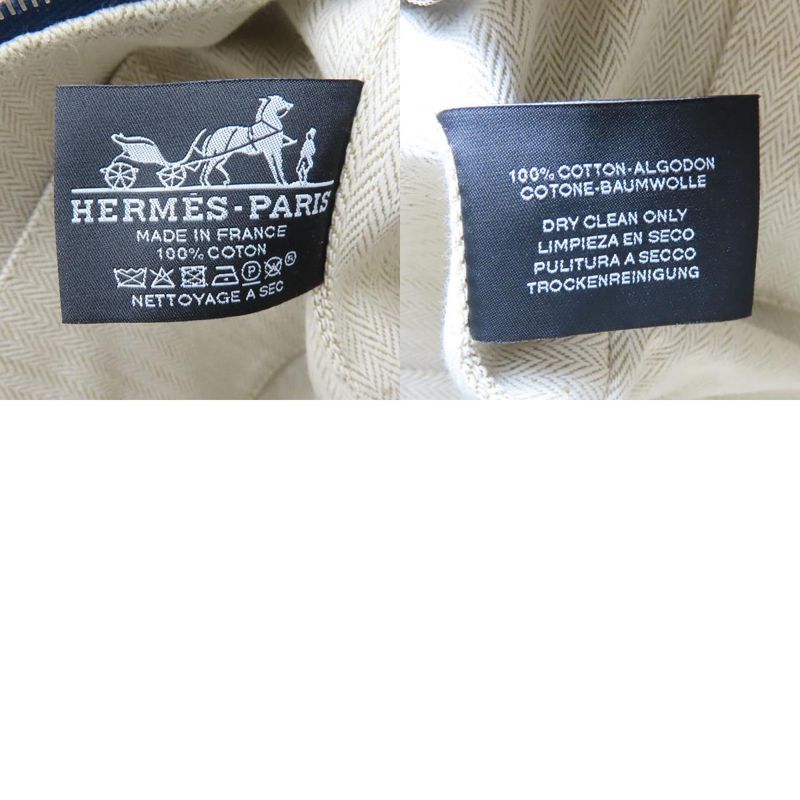 HERMÈS-PARIS
MADE IN FRANCE
100% COTON
NETTOYAGE A SEC
100% COTTON-ALGODON
COTONE-BAUMWOLLE
DRY CLEAN ONLY
LIMPIEZA EN SECO
PULITURA A SECCO
TROCKENREINIGUNG